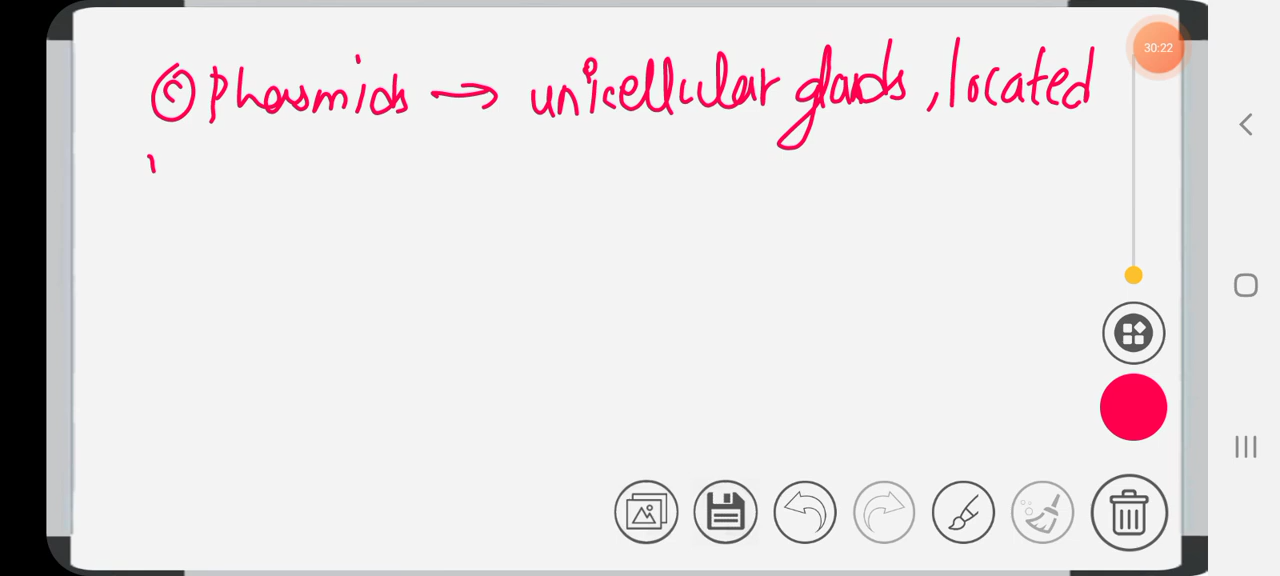 30:22
© Phasmids → unicellular glands, located